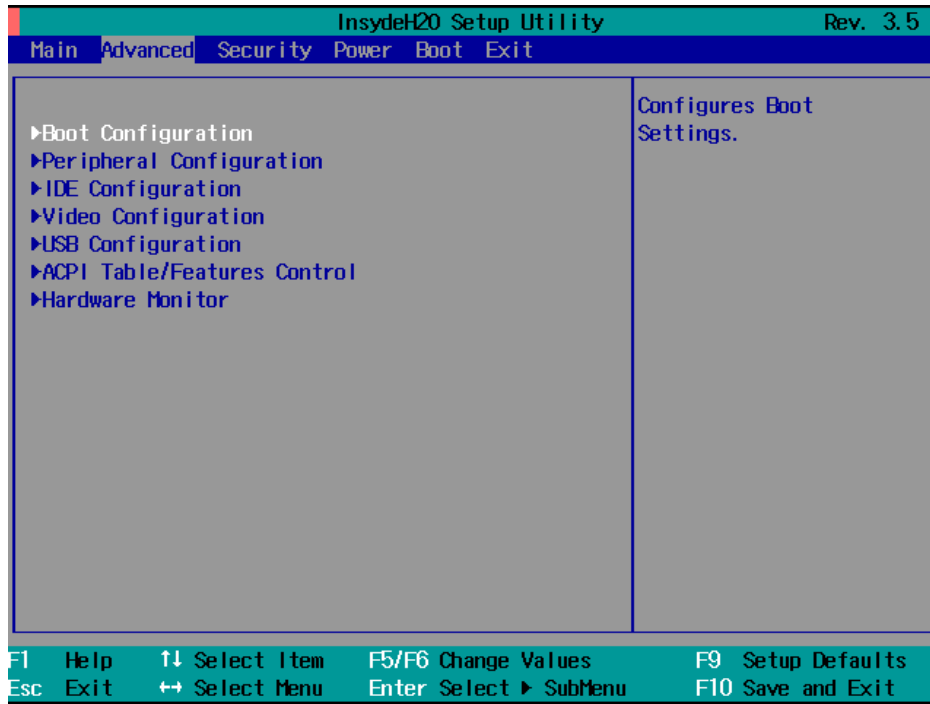 InsydeH2O Setup Utility Rev. 3.5
Main Advanced Security Power Boot Exit
▶Boot Configuration
▶Peripheral Configuration
▶IDE Configuration
▶Video Configuration
▶USB Configuration
▶ACPI Table/Features Control
▶Hardware Monitor
Configures Boot
Settings.
F1 Help ↑↓ Select Item F5/F6 Change Values F9 Setup Defaults
Esc Exit ↔ Select Menu Enter Select ▶ SubMenu F10 Save and Exit